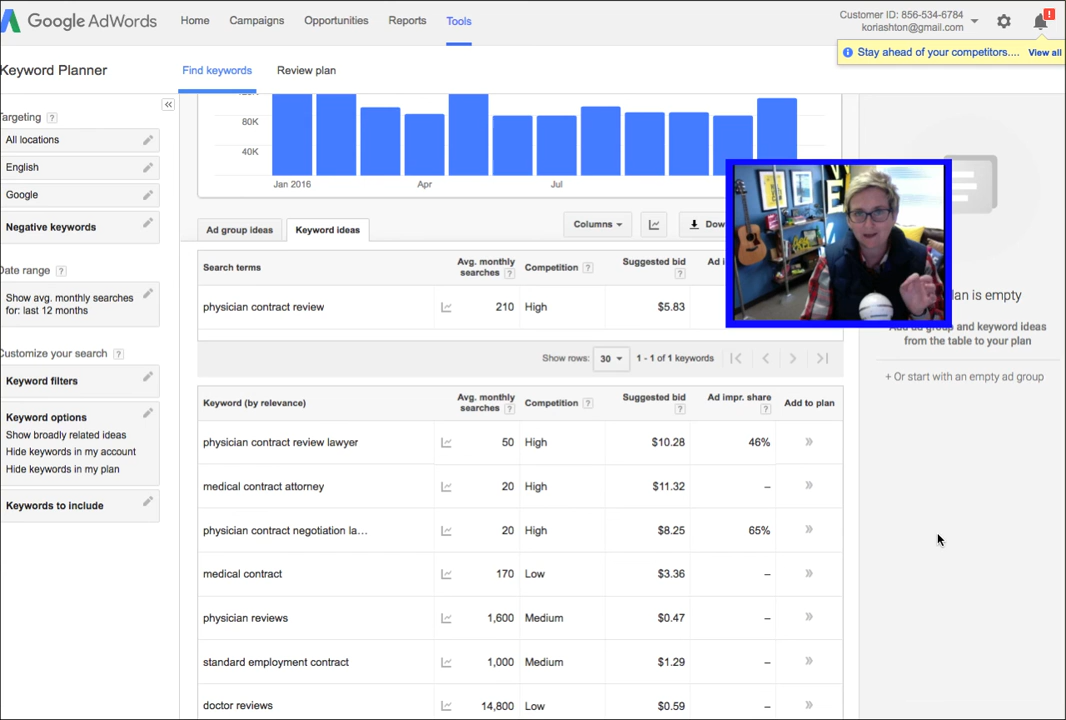 Google AdWords
Home Campaigns Opportunities Reports Tools
Customer ID: 856-534-6784
koriashton@gmail.com
!
Stay ahead of your competitors.... View all
Keyword Planner
Find keywords Review plan
Targeting ?
All locations
English
Google
Negative keywords
Date range ?
Show avg. monthly searches
for: last 12 months
Customize your search ?
Keyword filters
Keyword options
Show broadly related ideas
Hide keywords in my account
Hide keywords in my plan
Keywords to include
80K
40K
Jan 2016 Apr Jul
Ad group ideas Keyword ideas
Columns
Search terms Avg. monthly searches ? Competition ? Suggested bid ?
physician contract review 210 High $5.83
Show rows: 30 1 - 1 of 1 keywords
Keyword (by relevance) Avg. monthly searches ? Competition ? Suggested bid ? Ad impr. share ? Add to plan
physician contract review lawyer 50 High $10.28 46% »
medical contract attorney 20 High $11.32 – »
physician contract negotiation la... 20 High $8.25 65% »
medical contract 170 Low $3.36 – »
physician reviews 1,600 Medium $0.47 – »
standard employment contract 1,000 Medium $1.29 – »
doctor reviews 14,800 Low $0.59 – »
is empty
and keyword ideas
from the table to your plan
+ Or start with an empty ad group